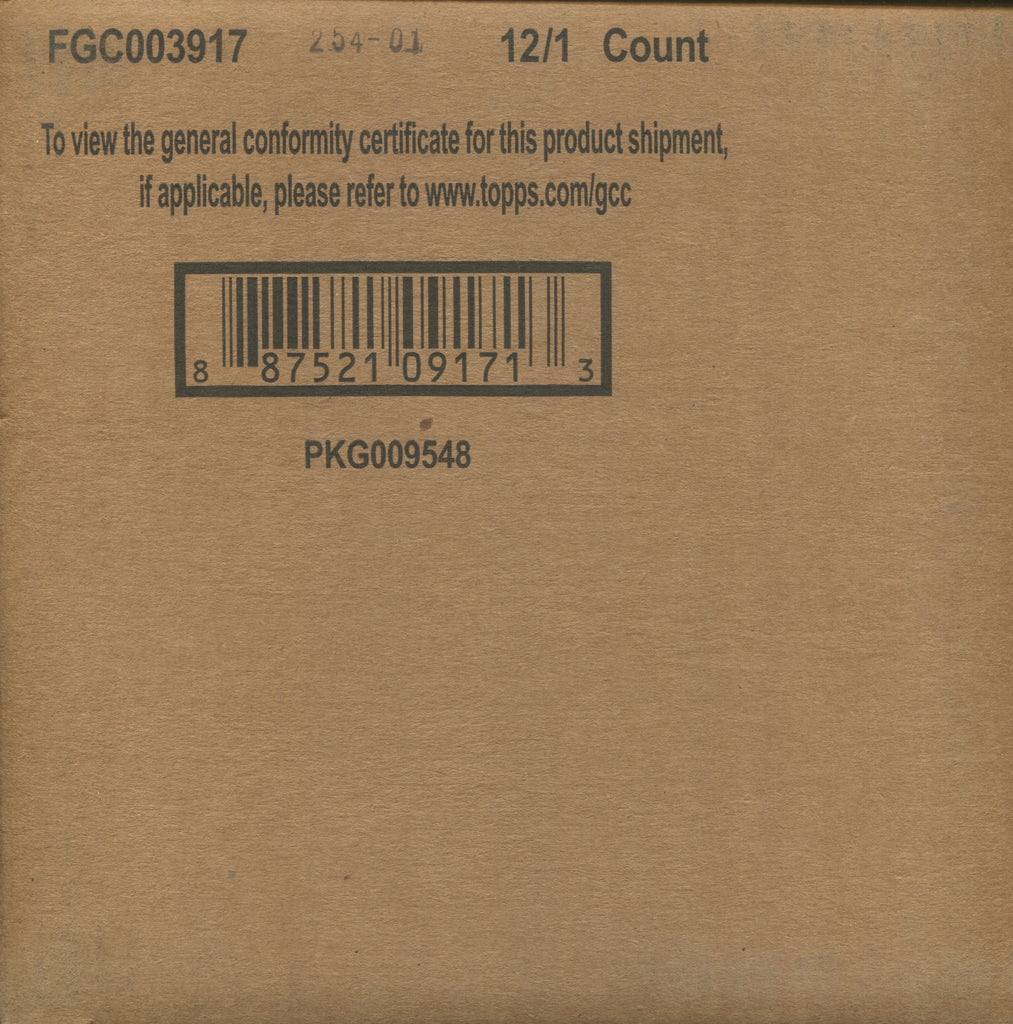 FGC003917 254-01 12/1 Count
To view the general conformity certificate for this product shipment,
if applicable, please refer to www.topps.com/gcc
8 87521 09171 3
PKG009548